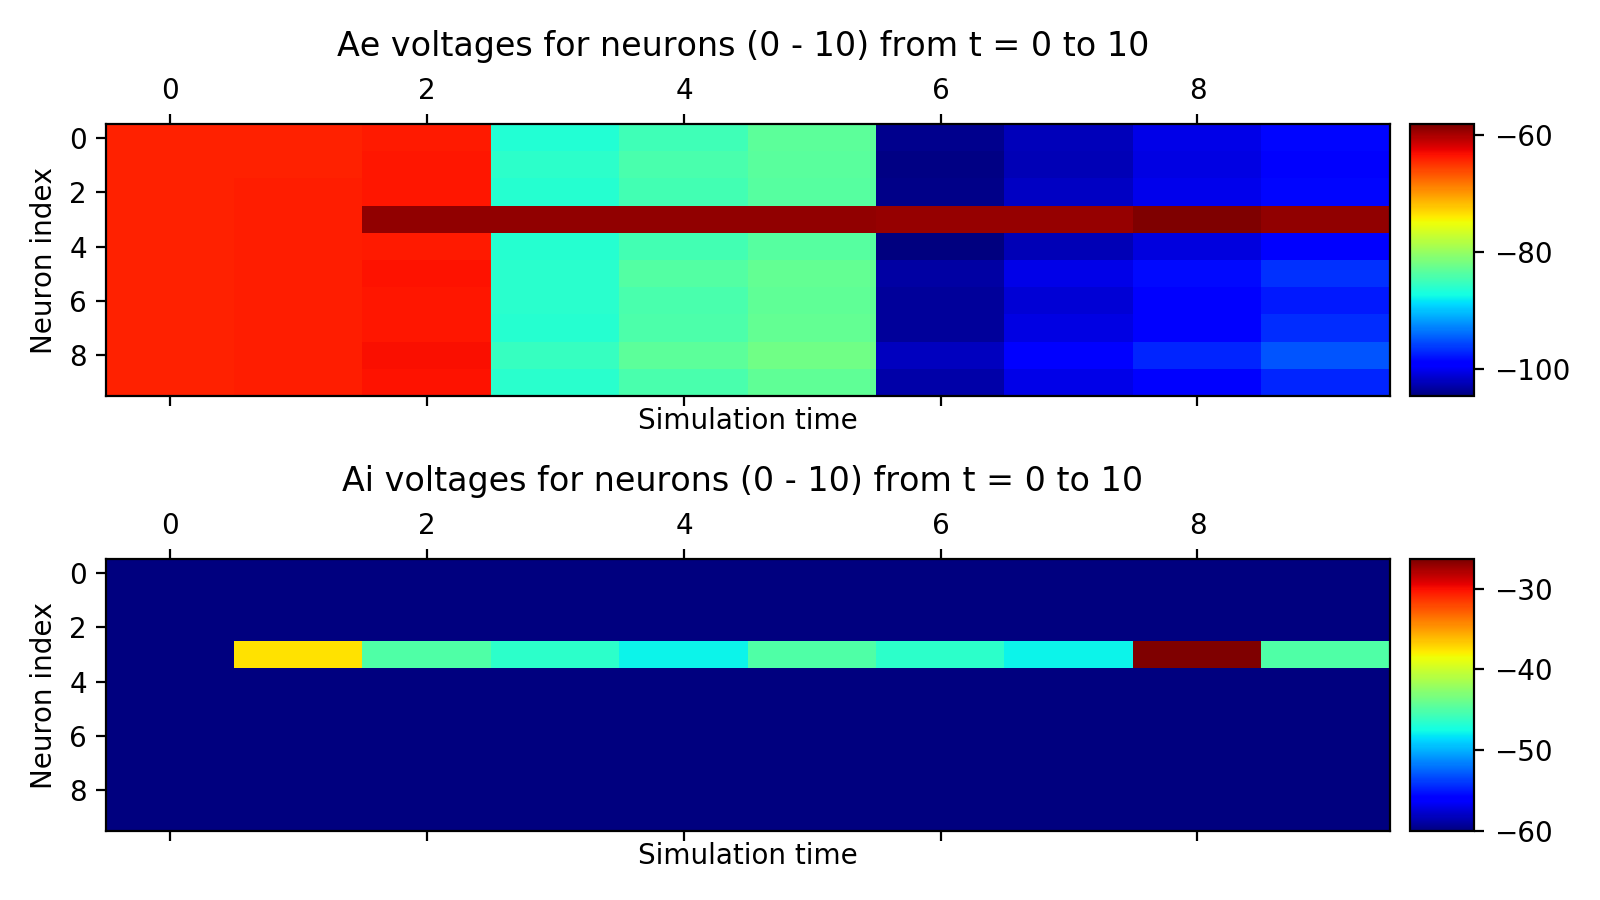 Ae voltages for neurons (0 - 10) from t = 0 to 10
0 2 4 6 8
Neuron index
0
2
4
6
8
−60
−80
−100
Simulation time
Ai voltages for neurons (0 - 10) from t = 0 to 10
0 2 4 6 8
Neuron index
0
2
4
6
8
−30
−40
−50
−60
Simulation time